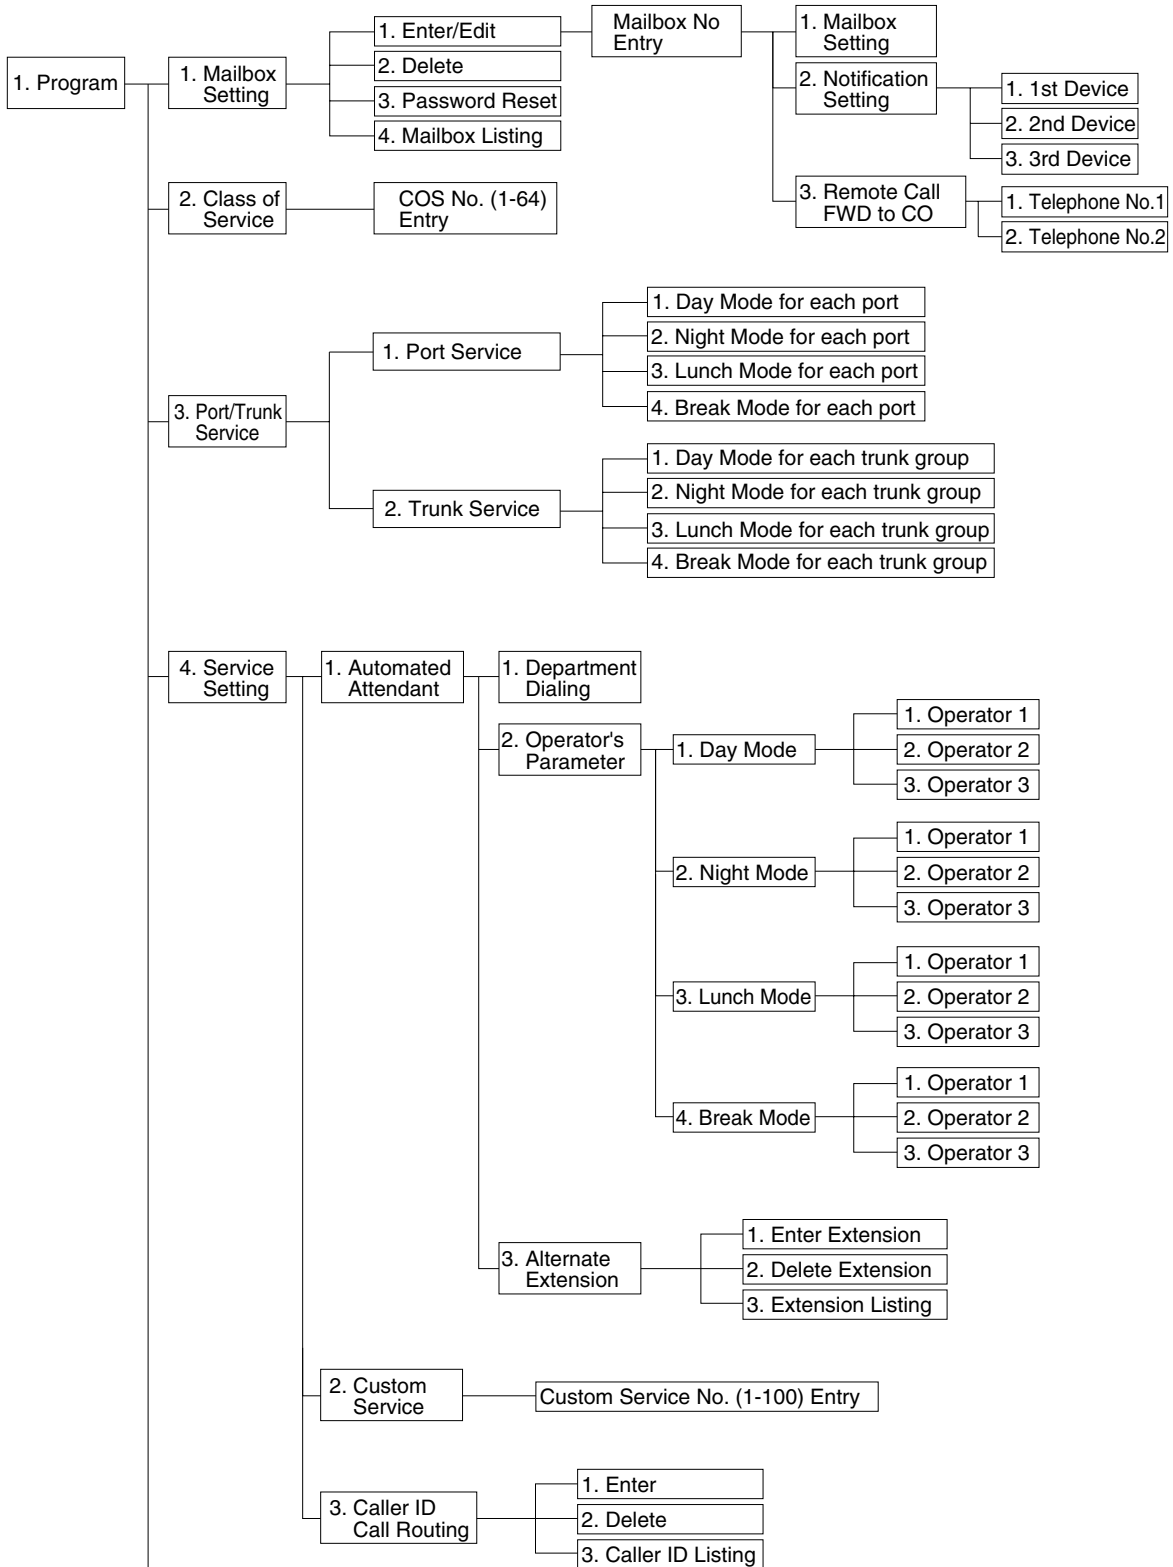 1. Program
1. Mailbox
Setting
1. Enter/Edit
2. Delete
3. Password Reset
4. Mailbox Listing
Mailbox No
Entry
1. Mailbox
Setting
2. Notification
Setting
1. 1st Device
2. 2nd Device
3. 3rd Device
3. Remote Call
FWD to CO
1. Telephone No.1
2. Telephone No.2
2. Class of
Service
COS No. (1-64)
Entry
3. Port/Trunk
Service
1. Port Service
1. Day Mode for each port
2. Night Mode for each port
3. Lunch Mode for each port
4. Break Mode for each port
2. Trunk Service
1. Day Mode for each trunk group
2. Night Mode for each trunk group
3. Lunch Mode for each trunk group
4. Break Mode for each trunk group
4. Service
Setting
1. Automated
Attendant
1. Department
Dialing
2. Operator's
Parameter
1. Day Mode
1. Operator 1
2. Operator 2
3. Operator 3
2. Night Mode
1. Operator 1
2. Operator 2
3. Operator 3
3. Lunch Mode
1. Operator 1
2. Operator 2
3. Operator 3
4. Break Mode
1. Operator 1
2. Operator 2
3. Operator 3
3. Alternate
Extension
1. Enter Extension
2. Delete Extension
3. Extension Listing
2. Custom
Service
Custom Service No. (1-100) Entry
3. Caller ID
Call Routing
1. Enter
2. Delete
3. Caller ID Listing